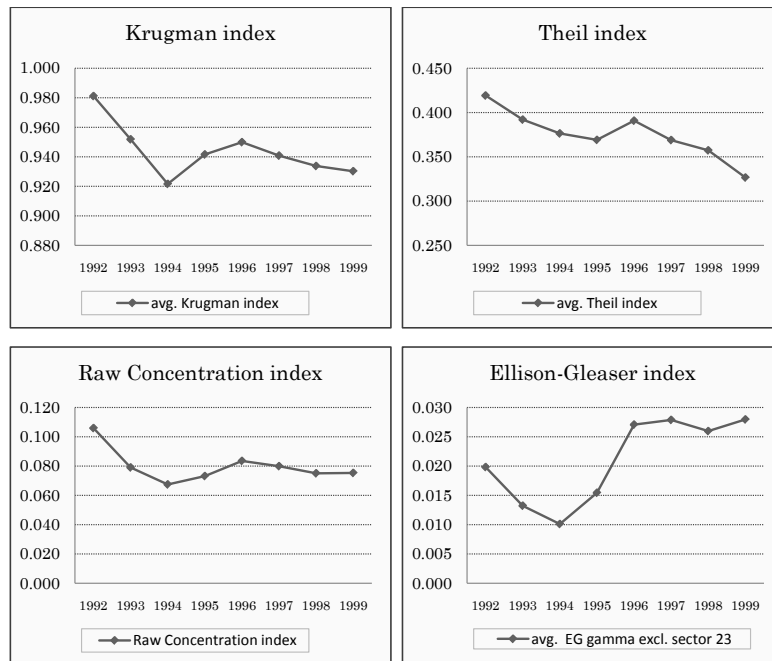 Krugman index
1.000
0.980
0.960
0.940
0.920
0.900
0.880
1992 1993 1994 1995 1996 1997 1998 1999
avg. Krugman index
Theil index
0.450
0.400
0.350
0.300
0.250
1992 1993 1994 1995 1996 1997 1998 1999
avg. Theil index
Raw Concentration index
0.120
0.100
0.080
0.060
0.040
0.020
0.000
1992 1993 1994 1995 1996 1997 1998 1999
Raw Concentration index
Ellison-Gleaser index
0.030
0.025
0.020
0.015
0.010
0.005
0.000
1992 1993 1994 1995 1996 1997 1998 1999
avg. EG gamma excl. sector 23